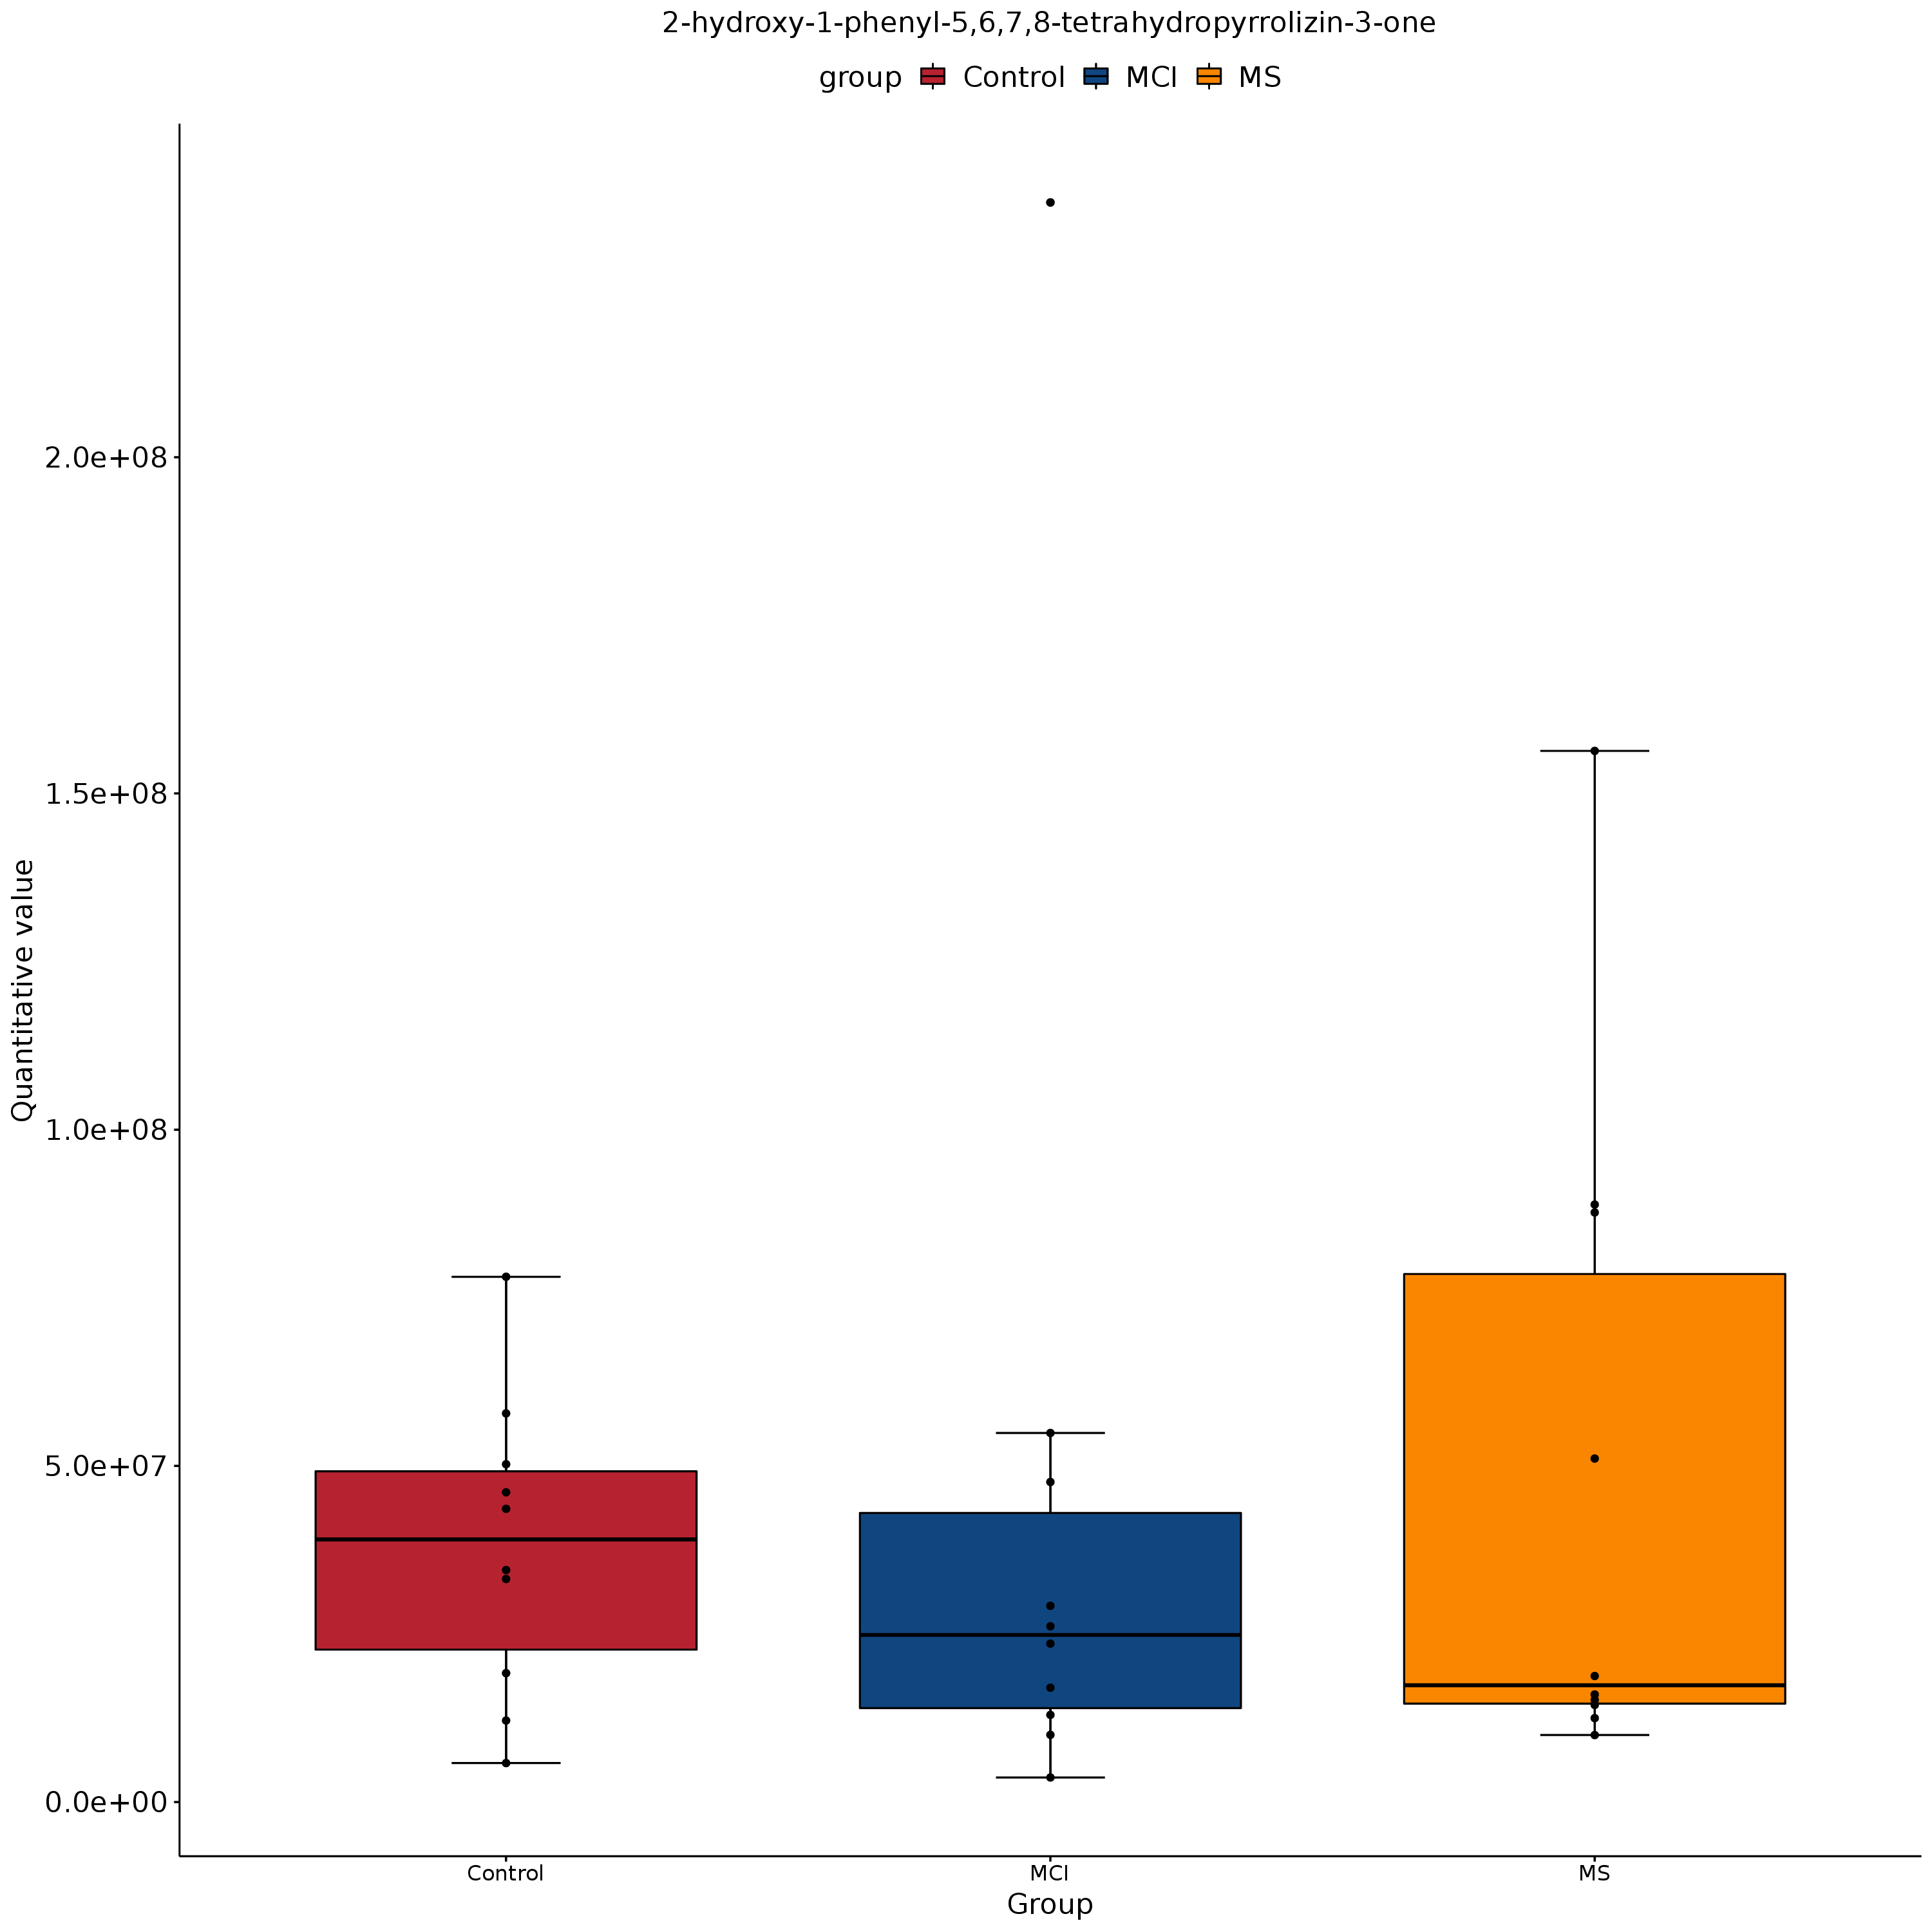 2-hydroxy-1-phenyl-5,6,7,8-tetrahydropyrrolizin-3-one
group Control MCI MS
2.0e+08
1.5e+08
1.0e+08
5.0e+07
0.0e+00
Quantitative value
Control MCI MS
Group